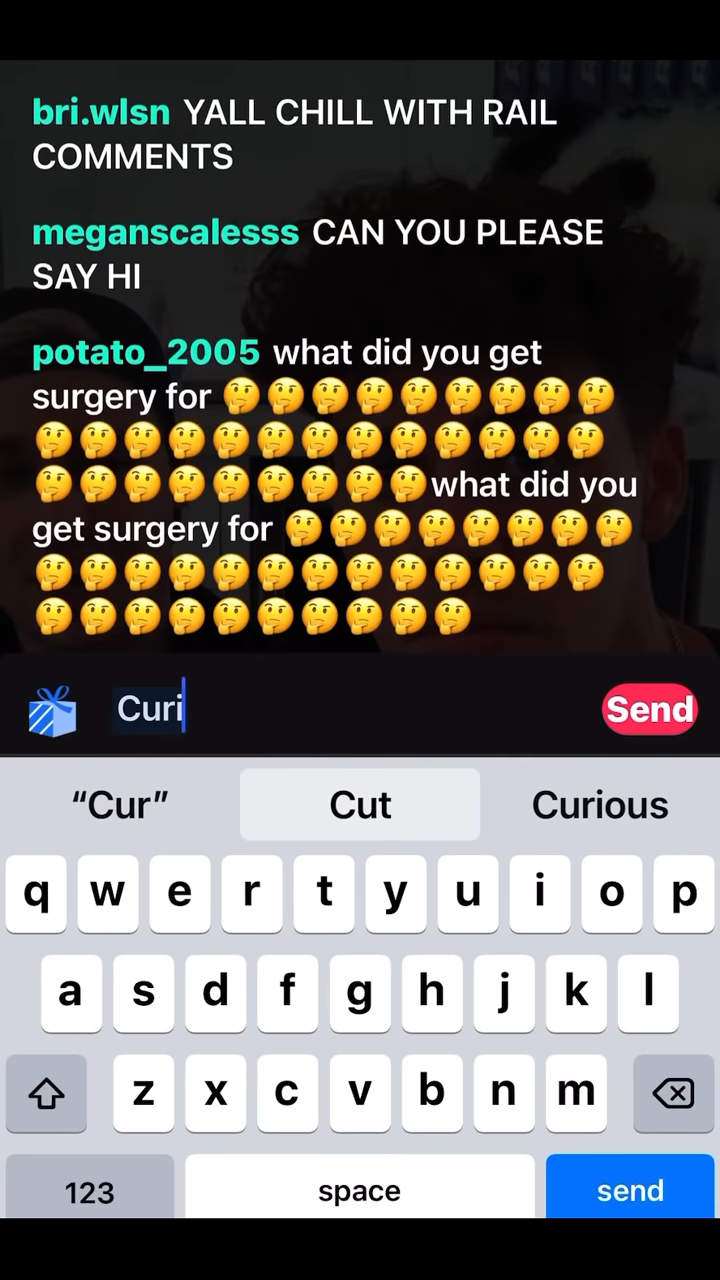 bri.wlsn YALL CHILL WITH RAIL
COMMENTS
meganscalesss CAN YOU PLEASE
SAY HI
potato_2005 what did you get
surgery for 🤔🤔🤔🤔🤔🤔🤔🤔🤔
🤔🤔🤔🤔🤔🤔🤔🤔🤔🤔🤔🤔🤔
🤔🤔🤔🤔🤔🤔🤔🤔🤔what did you
get surgery for 🤔🤔🤔🤔🤔🤔🤔🤔
🤔🤔🤔🤔🤔🤔🤔🤔🤔🤔🤔🤔🤔
🤔🤔🤔🤔🤔🤔🤔🤔🤔🤔
Curi Send
“Cur” Cut Curious
q w e r t y u i o p
a s d f g h j k l
z x c v b n m
123 space send